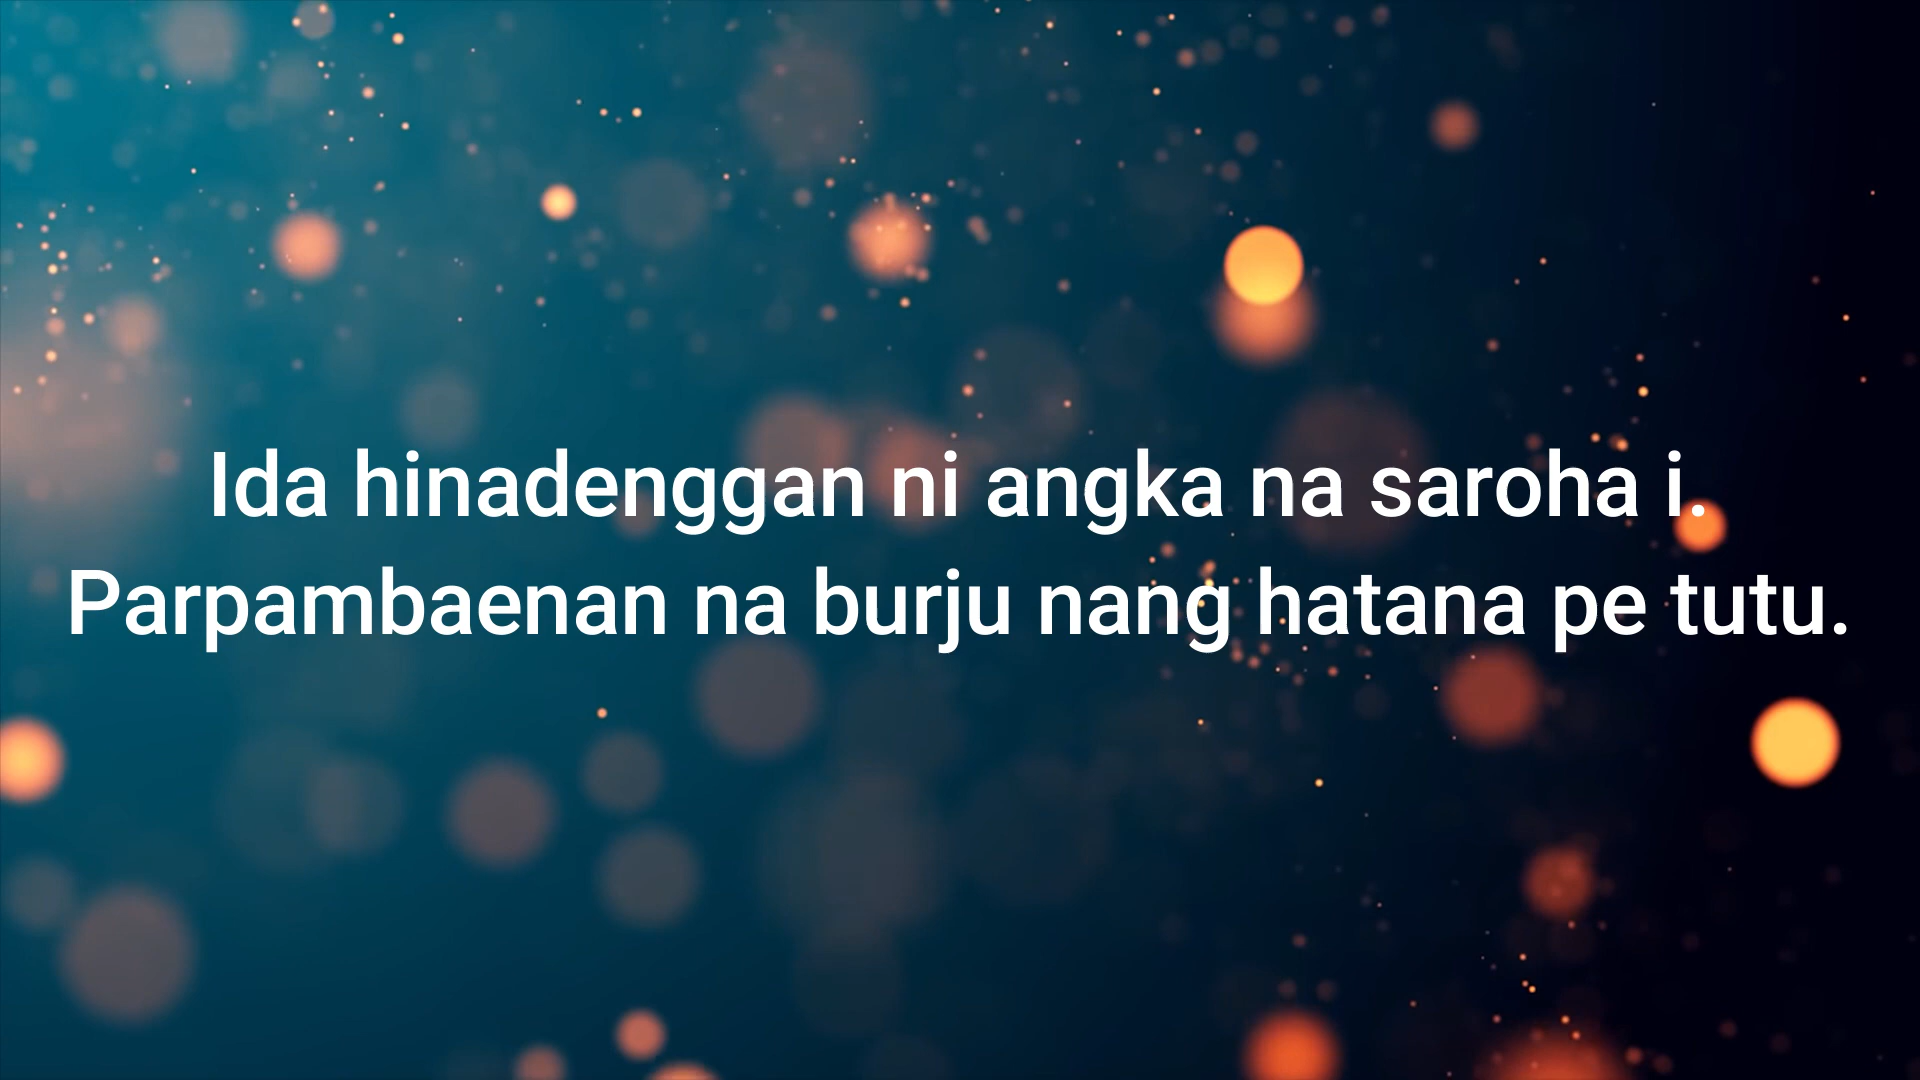 Ida hinadenggan ni angka na saroha i.
Parpambaenan na burju nang hatana pe tutu.